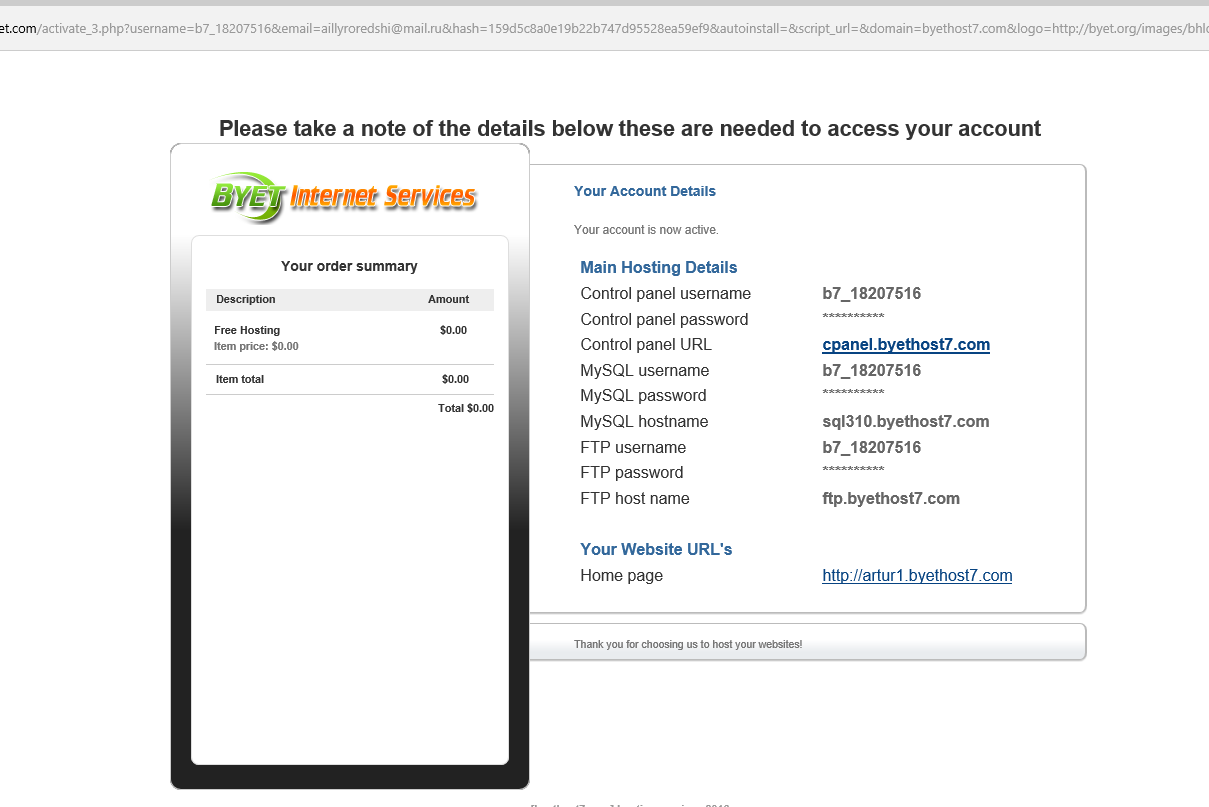 et.com/activate_3.php?username=b7_18207516&email=aillyroredshi@mail.ru&hash=159d5c8a0e19b22b747d95528ea59ef9&autoinstall=&script_url=&domain=byethost7.com&logo=http://byet.org/images/bhlo
Please take a note of the details below these are needed to access your account
BYET Internet Services
Your order summary
Description Amount
Free Hosting $0.00
Item price: $0.00
Item total $0.00
Total $0.00
Your Account Details
Your account is now active.
Main Hosting Details
Control panel username b7_18207516
Control panel password **********
Control panel URL cpanel.byethost7.com
MySQL username b7_18207516
MySQL password **********
MySQL hostname sql310.byethost7.com
FTP username b7_18207516
FTP password **********
FTP host name ftp.byethost7.com
Your Website URL's
Home page http://artur1.byethost7.com
Thank you for choosing us to host your websites!